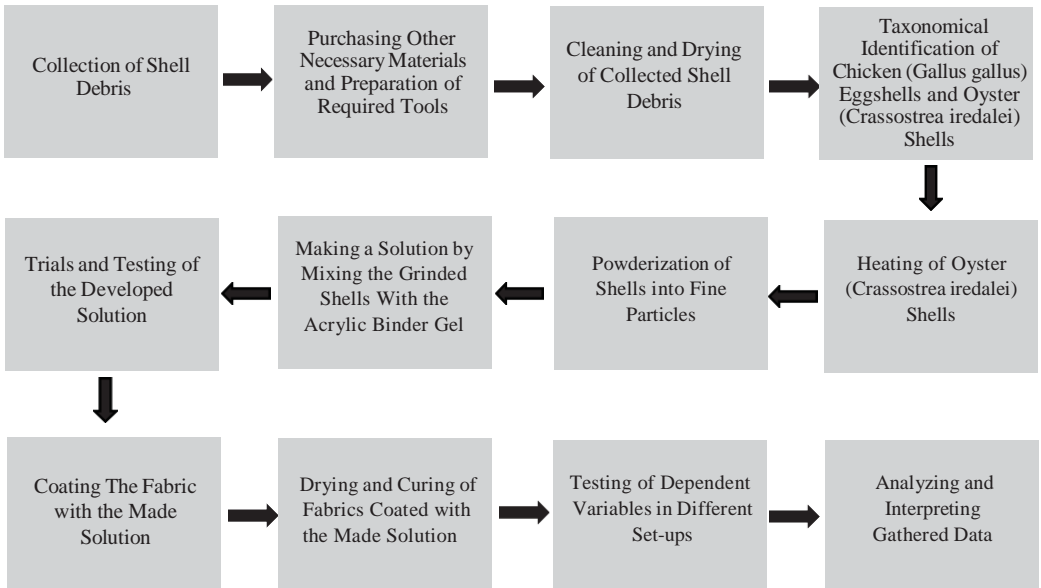 Collection of Shell
Debris
Purchasing Other
Necessary Materials
and Preparation of
Required Tools
Cleaning and Drying
of Collected Shell
Debris
Taxonomical
Identification of
Chicken (Gallus gallus)
Eggshells and Oyster
(Crassostrea iredalei)
Shells
Heating of Oyster
(Crassostrea iredalei)
Shells
Powderization of
Shells into Fine
Particles
Making a Solution by
Mixing the Grinded
Shells With the
Acrylic Binder Gel
Trials and Testing of
the Developed
Solution
Coating The Fabric
with the Made
Solution
Drying and Curing of
Fabrics Coated with
the Made Solution
Testing of Dependent
Variables in Different
Set-ups
Analyzing and
Interpreting
Gathered Data